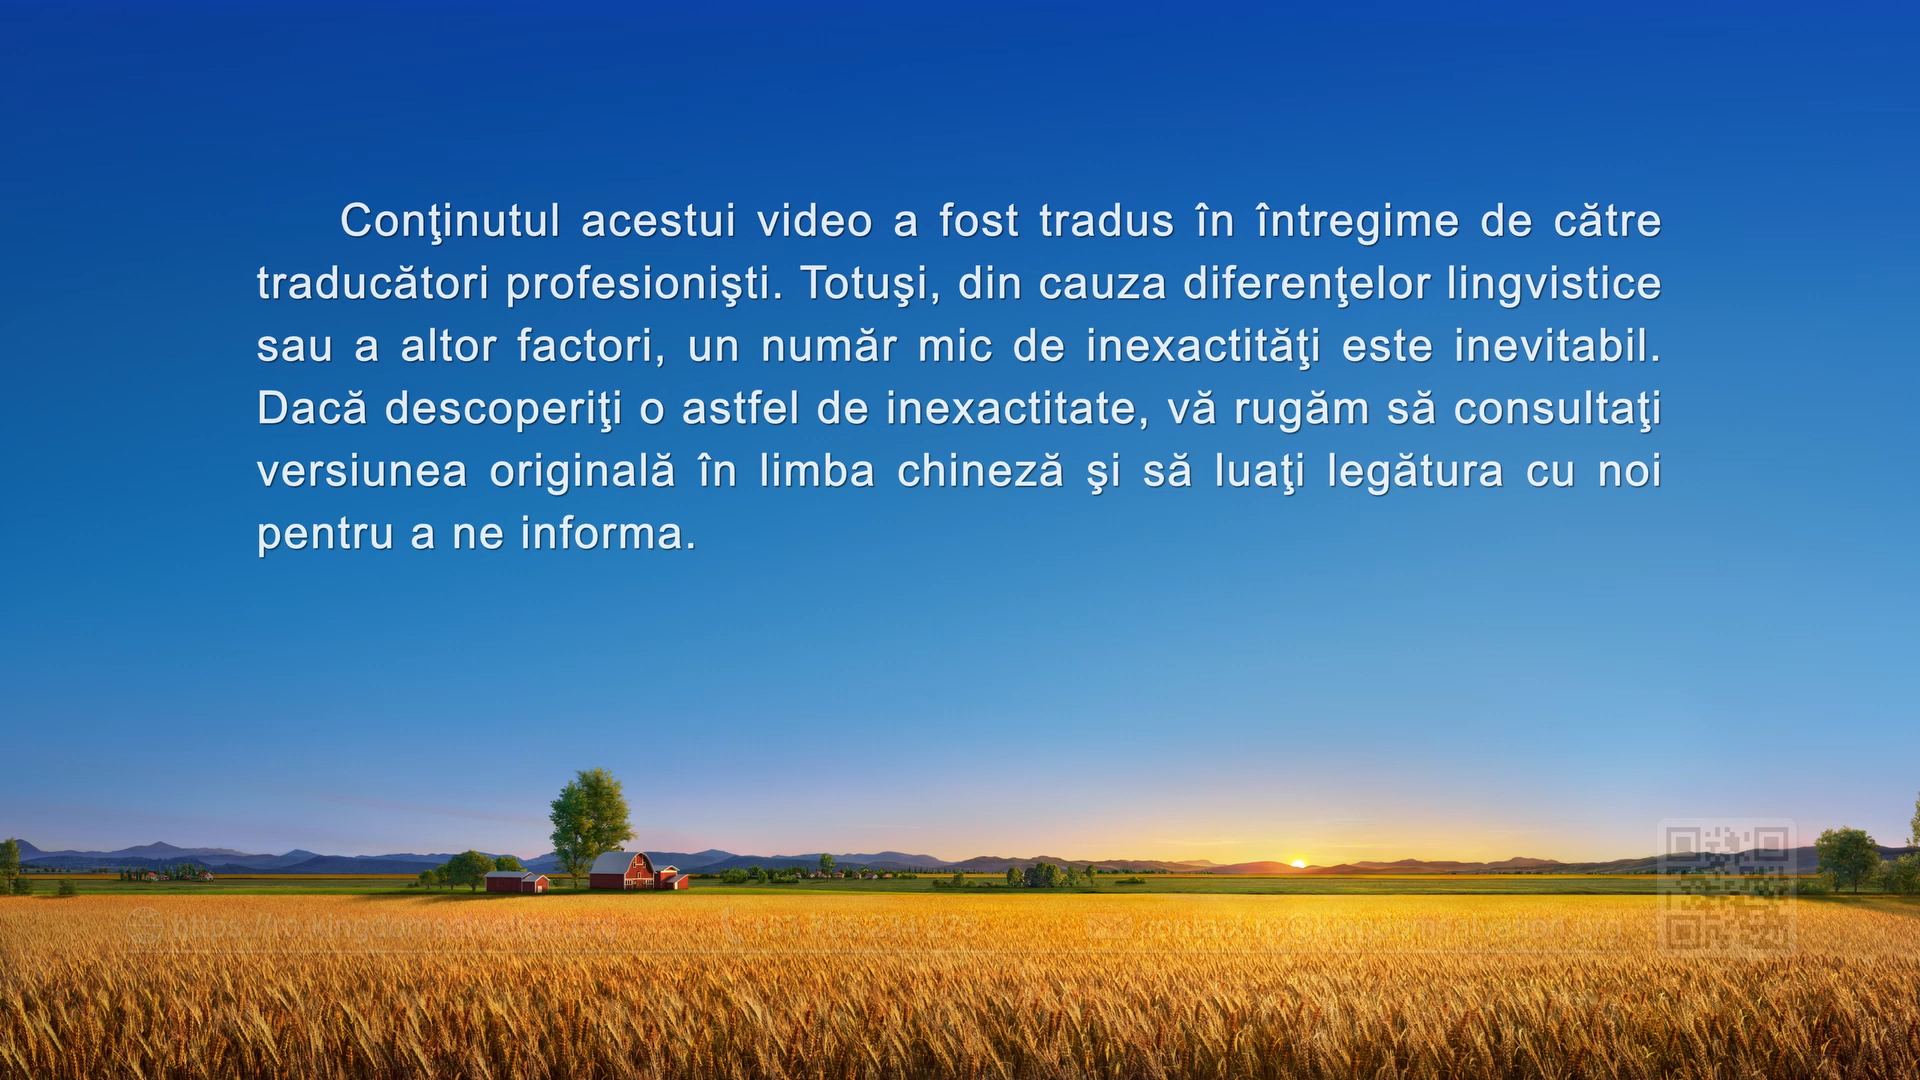 Conţinutul acestui video a fost tradus în întregime de către
traducători profesionişti. Totuşi, din cauza diferenţelor lingvistice
sau a altor factori, un număr mic de inexactităţi este inevitabil.
Dacă descoperiţi o astfel de inexactitate, vă rugăm să consultaţi
versiunea originală în limba chineză şi să luaţi legătura cu noi
pentru a ne informa.